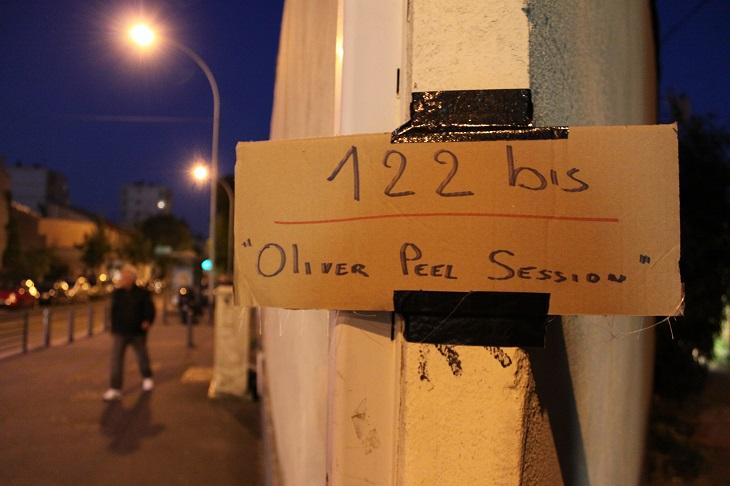 122 bis
"Oliver Peel Session"